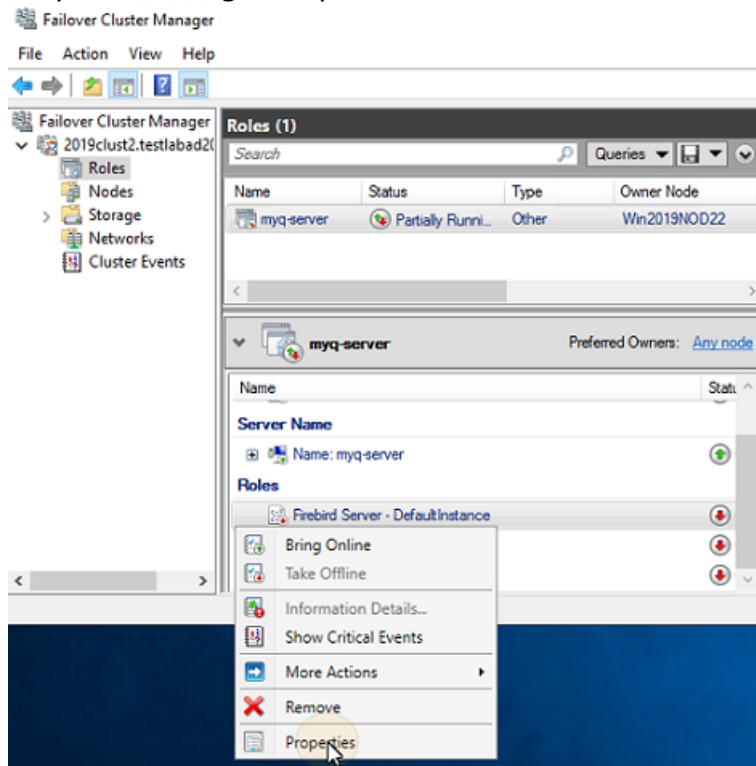 Failover Cluster Manager
File Action View Help
Failover Cluster Manager
2019clust2.testlabad2(
Roles
Nodes
Storage
Networks
Cluster Events
Roles (1)
Search
Queries
Name Status Type Owner Node
myq-server Partially Runni... Other Win2019NOD22
myq-server Preferred Owners: Any node
Name
Server Name
Name: myq-server
Roles
Firebird Server - DefaultInstance
Bring Online
Take Offline
Information Details...
Show Critical Events
More Actions
Remove
Properties